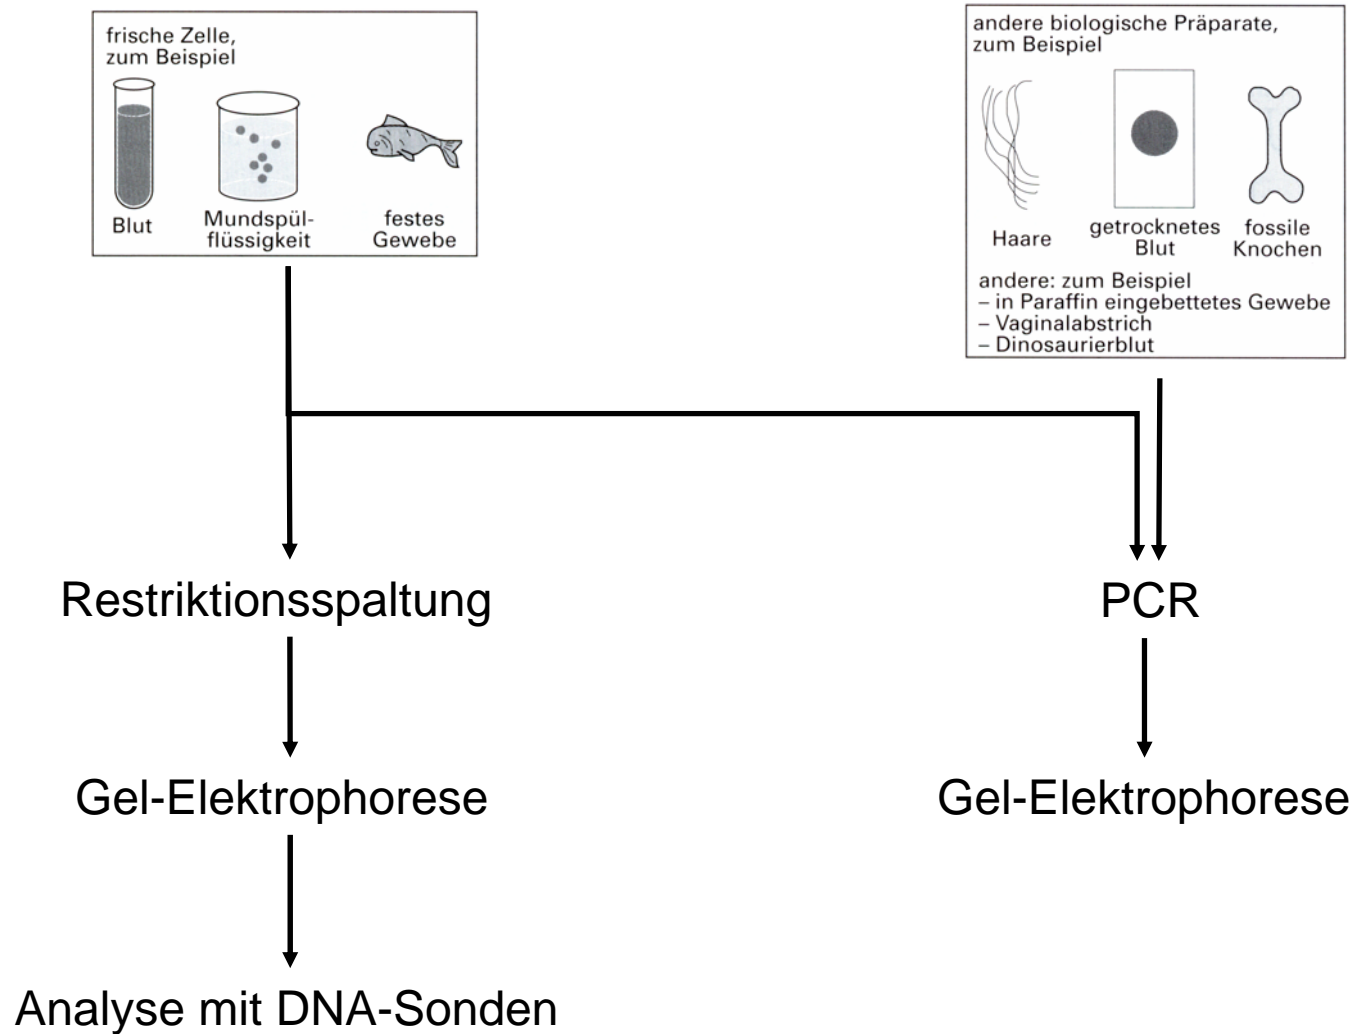 frische Zelle,
zum Beispiel
Blut
Mundspül-
flüssigkeit
festes
Gewebe
andere biologische Präparate,
zum Beispiel
Haare
getrocknetes
Blut
fossile
Knochen
andere: zum Beispiel
– in Paraffin eingebettetes Gewebe
– Vaginalabstrich
– Dinosaurierblut
Restriktionsspaltung
PCR
Gel-Elektrophorese
Gel-Elektrophorese
Analyse mit DNA-Sonden